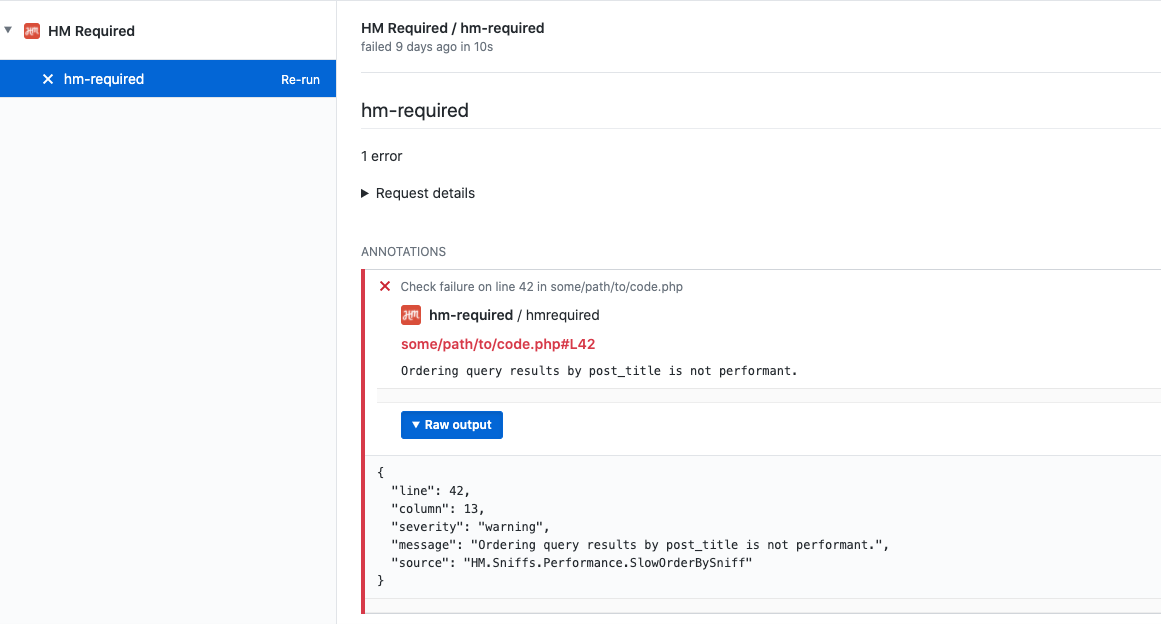 HM Required
hm-required
Re-run
HM Required / hm-required
failed 9 days ago in 10s
hm-required
1 error
Request details
ANNOTATIONS
Check failure on line 42 in some/path/to/code.php
HM hm-required / hmrequired
some/path/to/code.php#L42
Ordering query results by post_title is not performant.
Raw output
{
"line": 42,
"column": 13,
"severity": "warning",
"message": "Ordering query results by post_title is not performant.",
"source": "HM.Sniffs.Performance.SlowOrderBySniff"
}